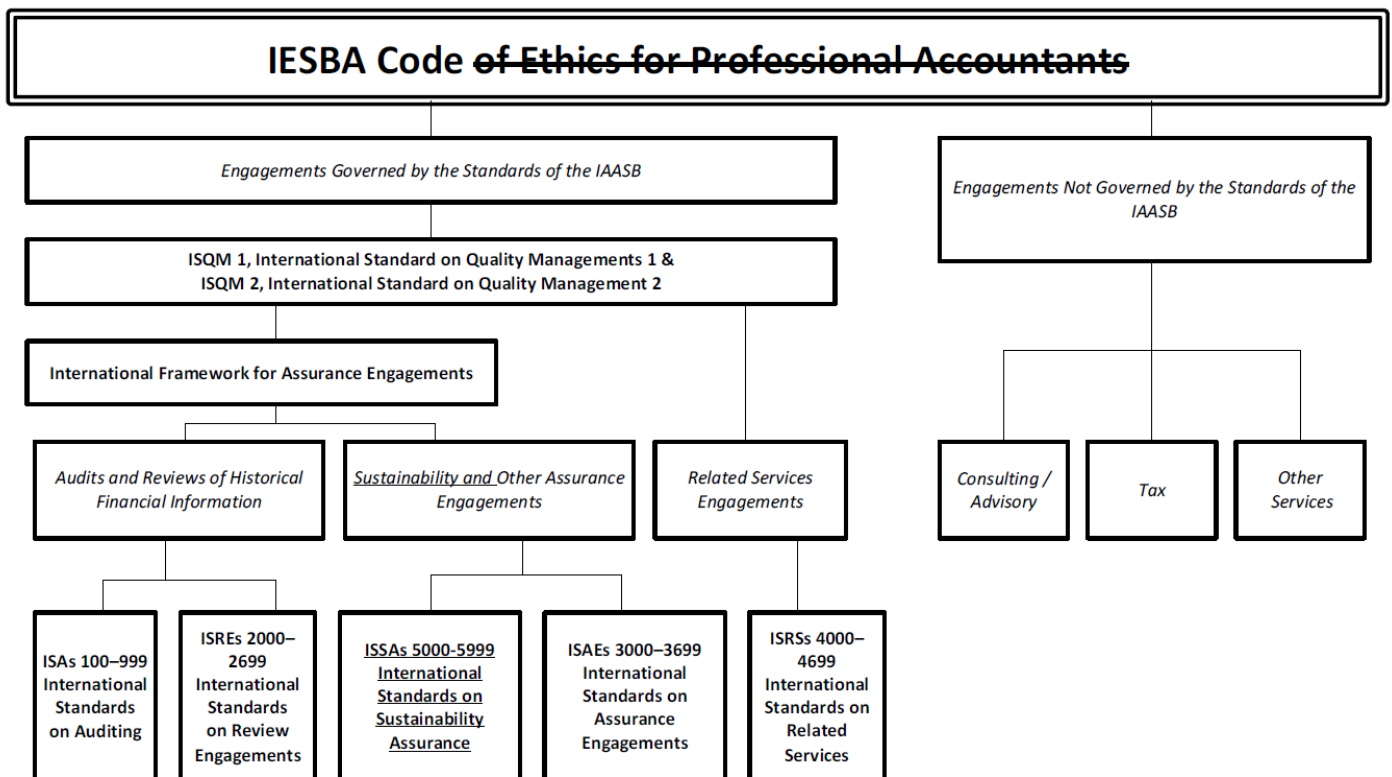 IESBA Code of Ethics for Professional Accountants
Engagements Governed by the Standards of the IAASB
Engagements Not Governed by the Standards of the
IAASB
ISQM 1, International Standard on Quality Managements 1 &
ISQM 2, International Standard on Quality Management 2
International Framework for Assurance Engagements
Audits and Reviews of Historical
Financial Information
Sustainability and Other Assurance
Engagements
Related Services
Engagements
Consulting /
Advisory
Tax
Other
Services
ISAs 100–999
International
Standards
on Auditing
ISREs 2000–
2699
International
Standards
on Review
Engagements
ISSAs 5000-5999
International
Standards on
Sustainability
Assurance
ISAEs 3000–3699
International
Standards on
Assurance
Engagements
ISRSs 4000–
4699
International
Standards on
Related
Services